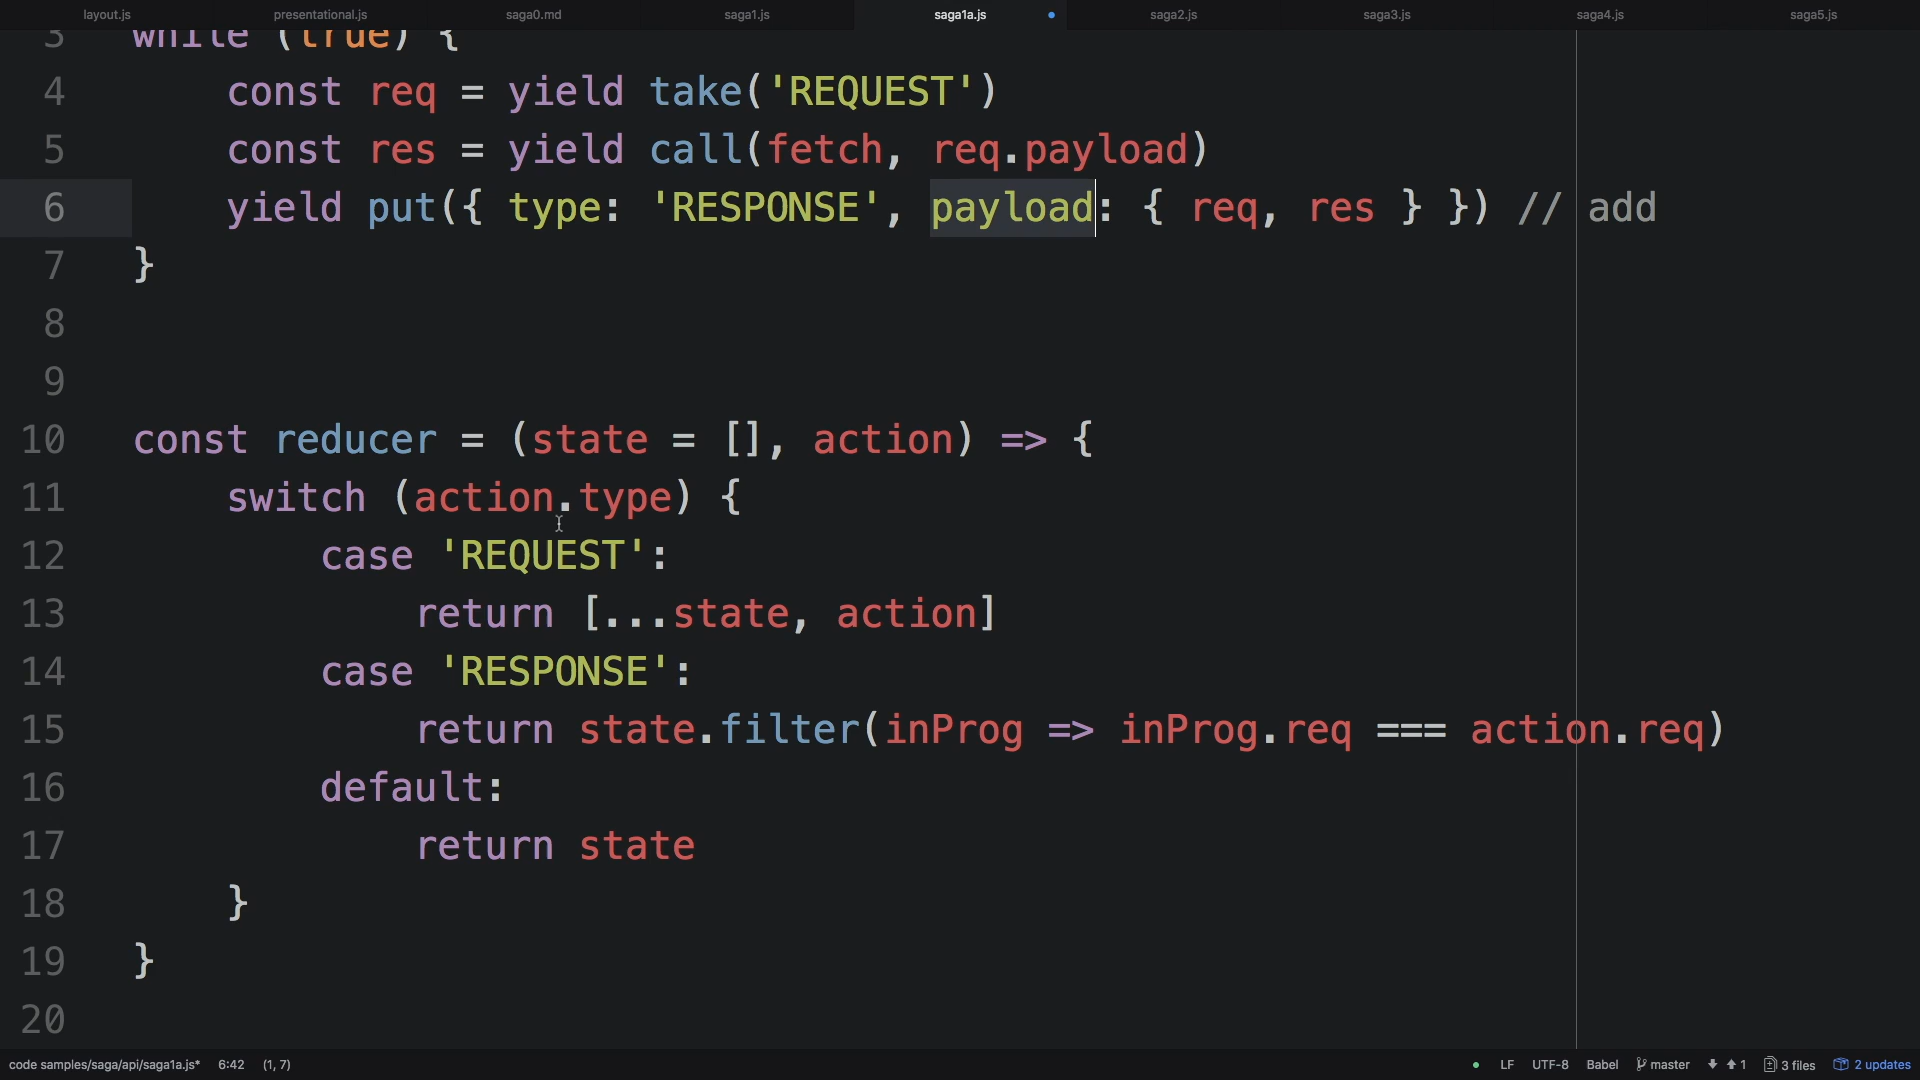 layout.js presentational.js saga0.md saga1.js saga1a.js saga2.js saga3.js saga4.js saga5.js
3 while (true) {
4 const req = yield take('REQUEST')
5 const res = yield call(fetch, req.payload)
6 yield put({ type: 'RESPONSE', payload: { req, res } }) // add
7 }
8
9
10 const reducer = (state = [], action) => {
11 switch (action.type) {
12 case 'REQUEST':
13 return [...state, action]
14 case 'RESPONSE':
15 return state.filter(inProg => inProg.req === action.req)
16 default:
17 return state
18 }
19 }
20
code samples/saga/api/saga1a.js* 6:42 (1, 7) LF UTF-8 Babel master 1 3 files 2 updates